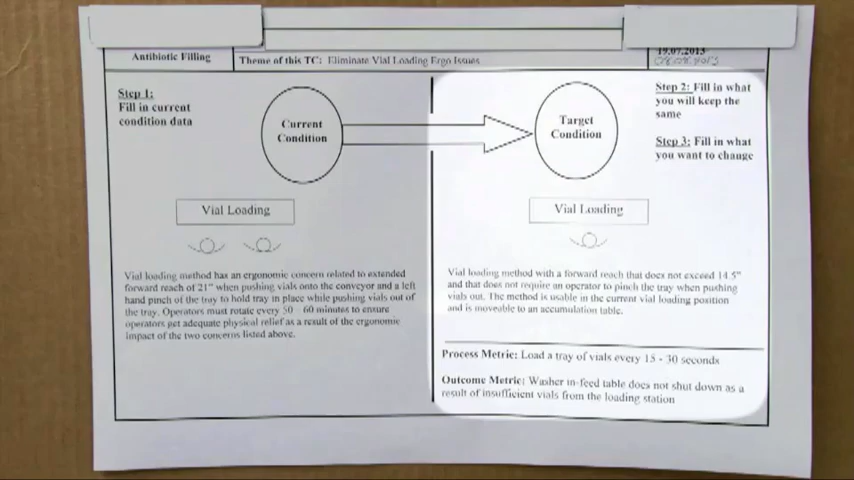 Antibiotic Filling
Theme of this TC: Eliminate Vial Loading Ergo Issues
19.07.2013
Step 1:
Fill in current
condition data
Current
Condition
Target
Condition
Step 2: Fill in what
you will keep the
same
Step 3: Fill in what
you want to change
Vial Loading
Vial loading method has an ergonomic concern related to extended
forward reach of 21" when pushing vials onto the conveyor and a left
hand pinch of the tray to hold tray in place while pushing vials out of
the tray. Operators must rotate every 50 - 60 minutes to ensure
operators get adequate physical relief as a result of the ergonomic
impact of the two concerns listed above.
Vial Loading
Vial loading method with a forward reach that does not exceed 14.5"
and that does not require an operator to pinch the tray when pushing
vials out. The method is usable in the current vial loading position
and is moveable to an accumulation table.
Process Metric: Load a tray of vials every 15 - 30 seconds
Outcome Metric: Washer in-feed table does not shut down as a
result of insufficient vials from the loading station